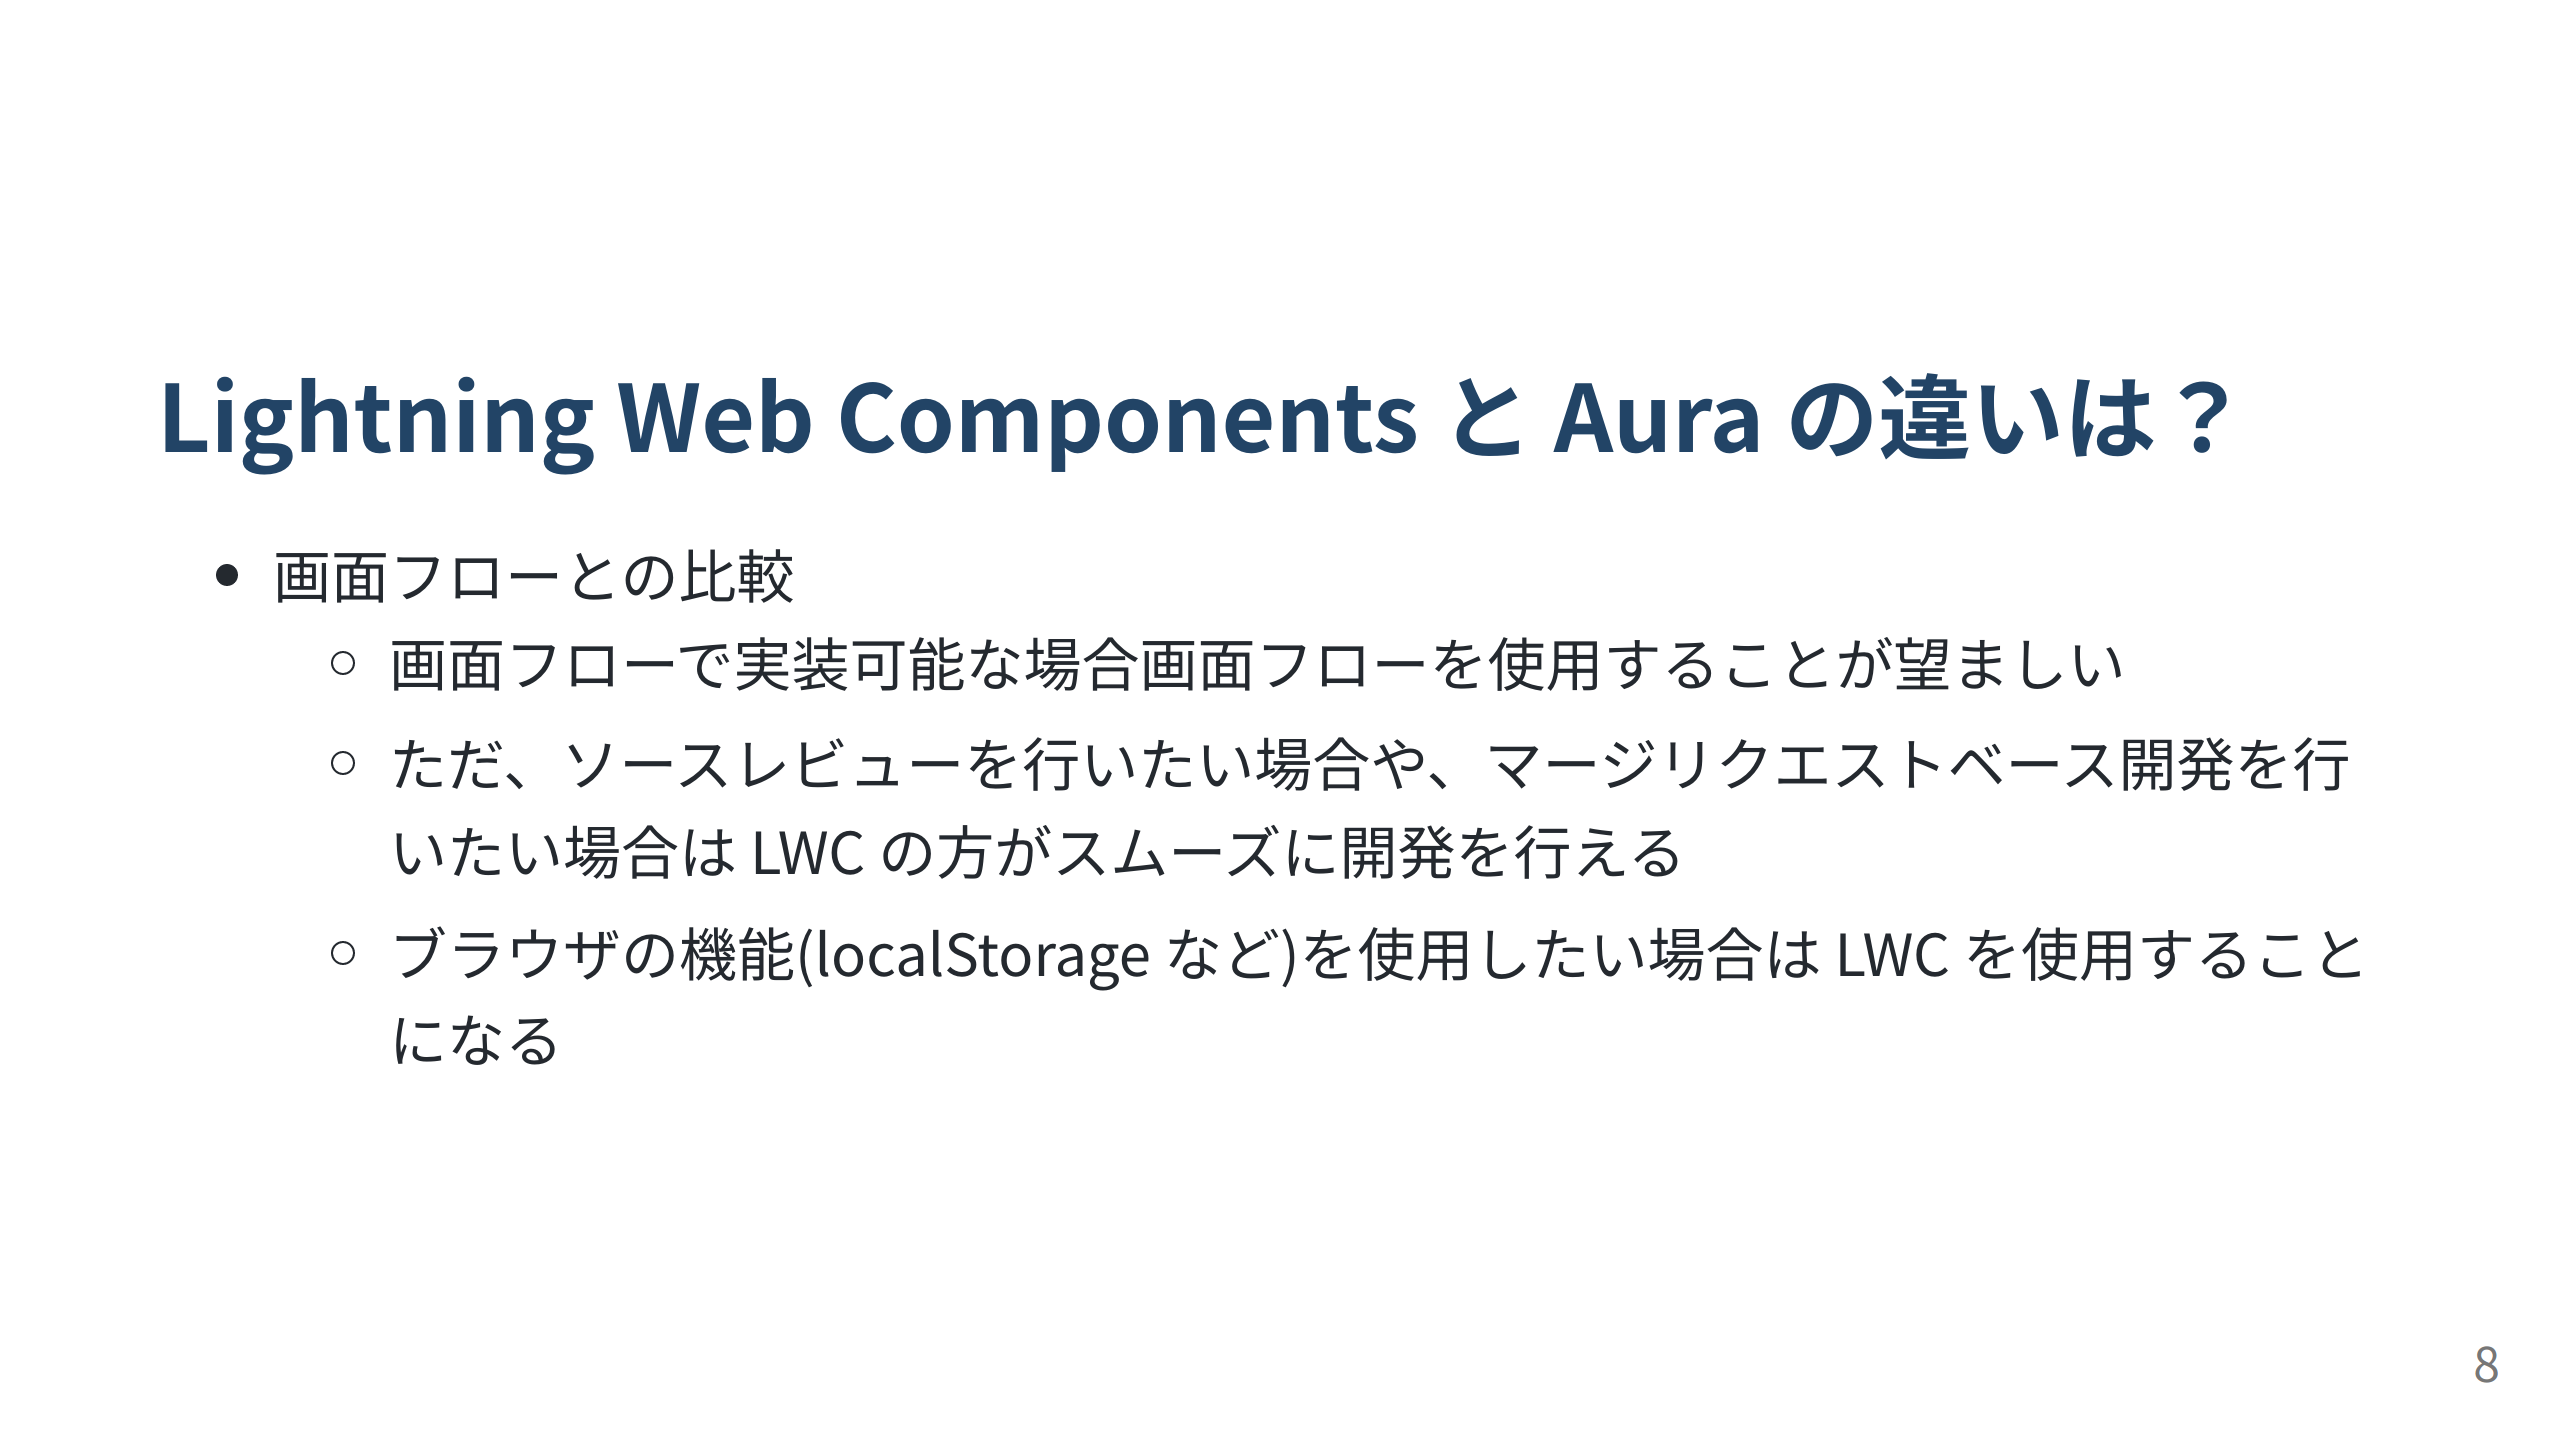 Lightning Web Components と Aura の違いは？
画面フローとの比較
画面フローで実装可能な場合画面フローを使用することが望ましい
ただ、ソースレビューを行いたい場合や、マージリクエストベース開発を行
いたい場合は LWC の方がスムーズに開発を行える
ブラウザの機能(localStorage など)を使用したい場合は LWC を使用すること
になる
8